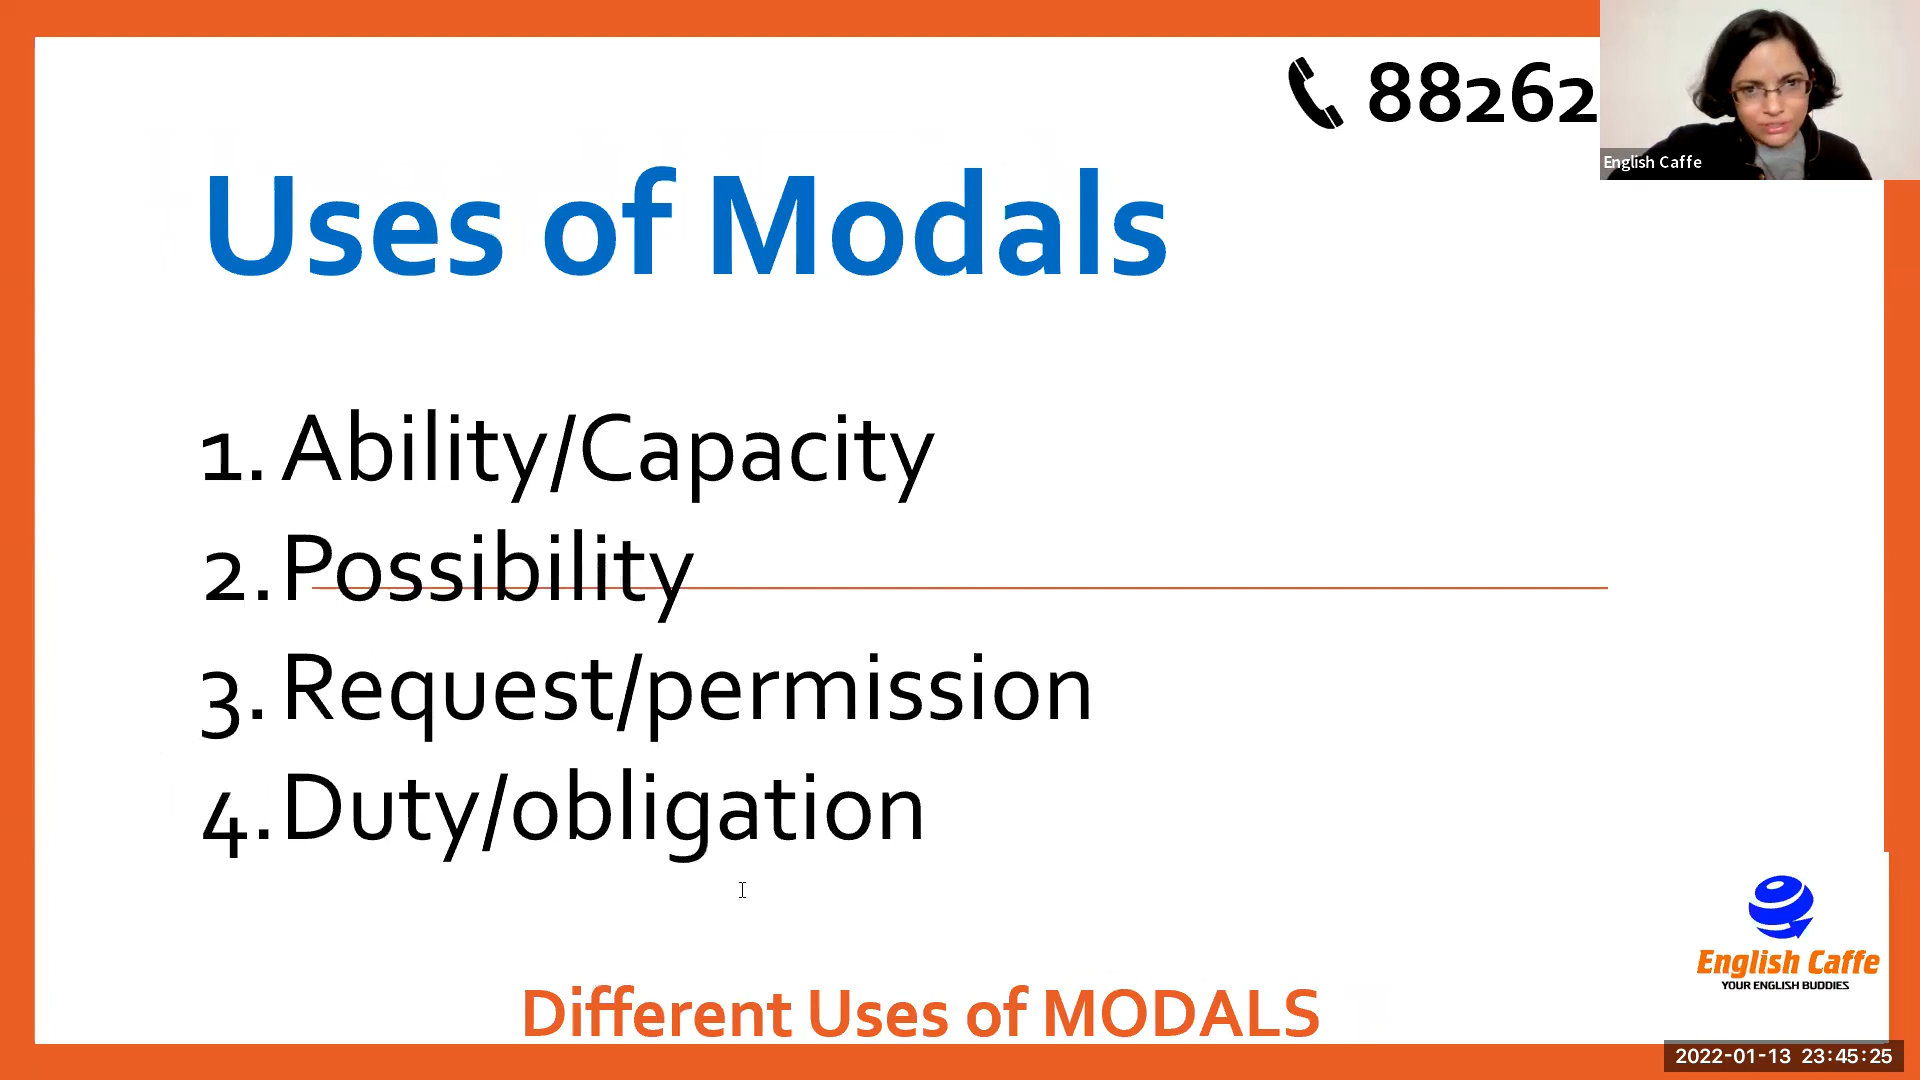 88262
English Caffe
Uses of Modals
1. Ability/Capacity
2. Possibility
3. Request/permission
4. Duty/obligation
English Caffe
YOUR ENGLISH BUDDIES
Different Uses of MODALS
2022-01-13 23:45:25